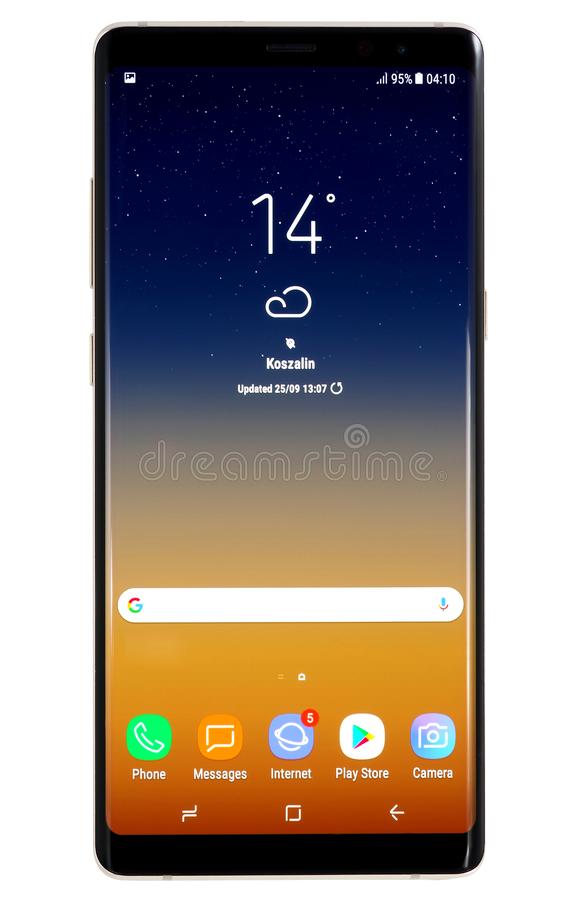 95% 04:10
14°
Koszalin
Updated 25/09 13:07
dreamstime®
5
Phone Messages Internet Play Store Camera